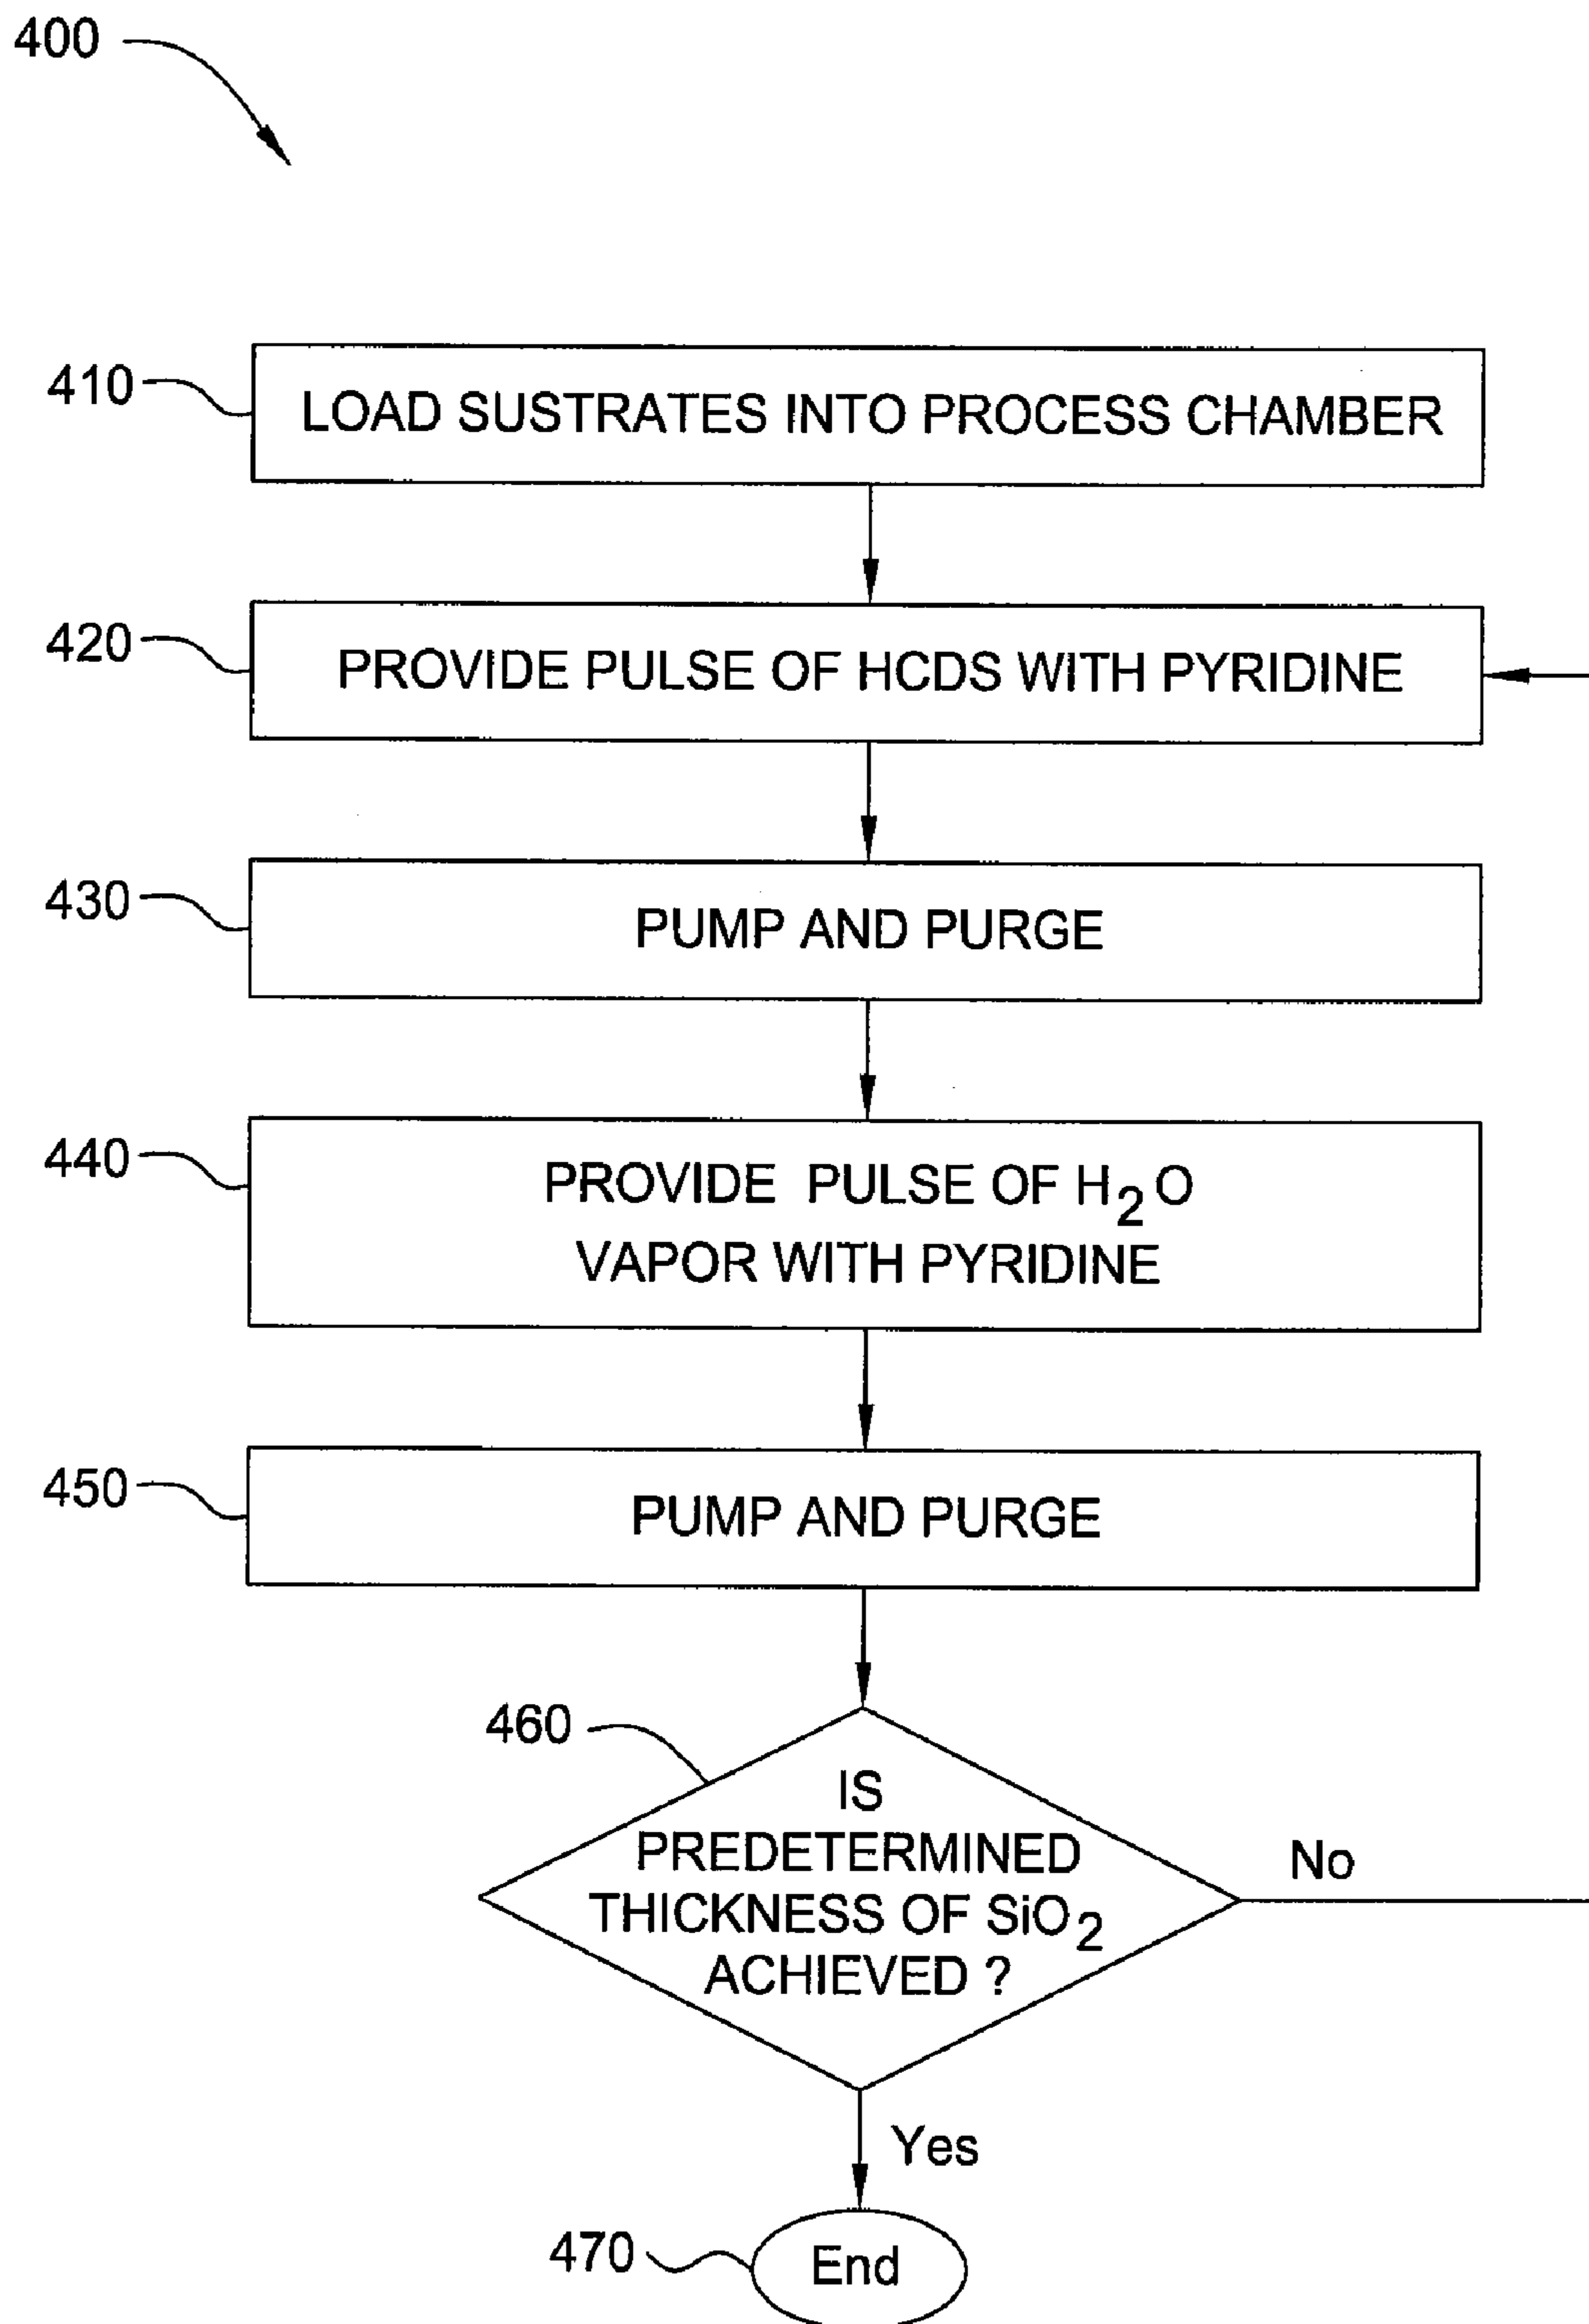 400
410
LOAD SUSTRATES INTO PROCESS CHAMBER
420
PROVIDE PULSE OF HCDS WITH PYRIDINE
430
PUMP AND PURGE
440
PROVIDE PULSE OF H2O
VAPOR WITH PYRIDINE
450
PUMP AND PURGE
460
IS
PREDETERMINED
THICKNESS OF SiO2
ACHIEVED ?
No
Yes
470
End